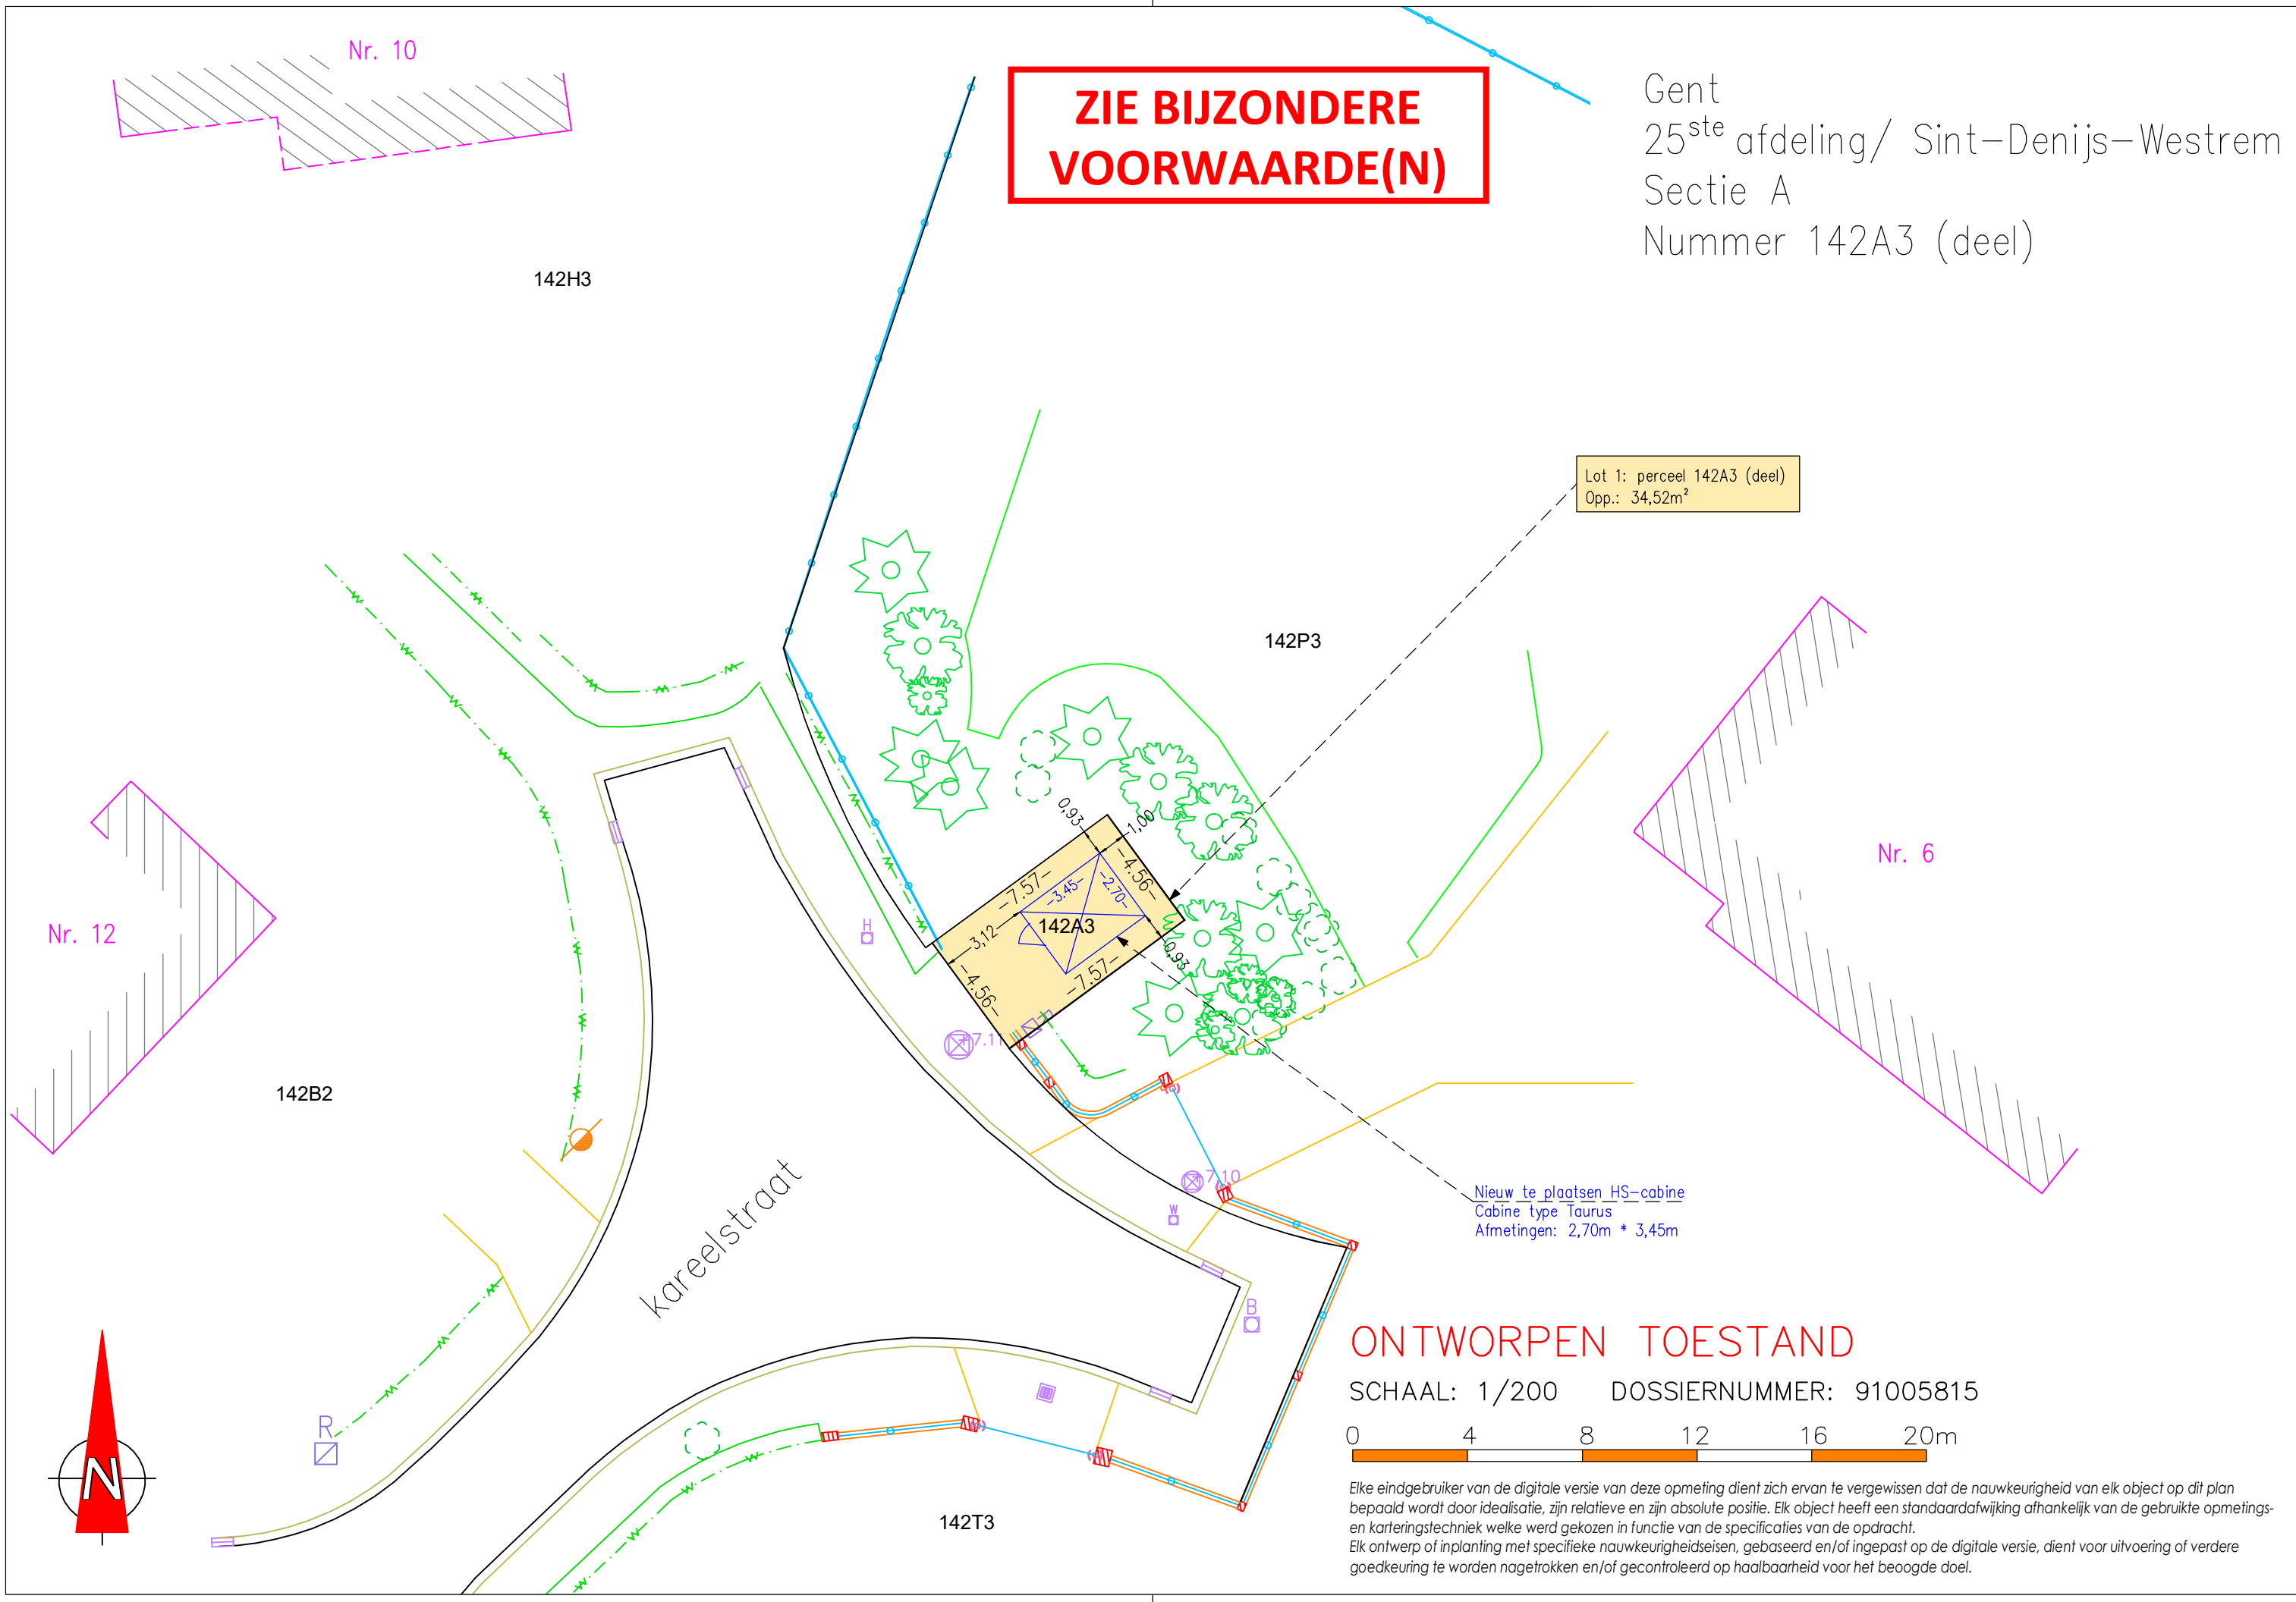 Nr. 10
ZIE BIJZONDERE
VOORWAARDE(N)
Gent
25ste afdeling/ Sint-Denijs-Westrem
Sectie A
Nummer 142A3 (deel)
142H3
Lot 1: perceel 142A3 (deel)
Opp.: 34,52m²
142P3
0,93
1,00
-7.57-
-4.56-
-3.45-
-2.70-
142A3
3,12
-4.56-
-7.57-
0,93
Nr. 6
Nr. 12
H
142B2
7.10
W
Nieuw te plaatsen HS-cabine
Cabine type Taurus
Afmetingen: 2,70m * 3,45m
kareelstraat
B
R
N
142T3
ONTWORPEN TOESTAND
SCHAAL: 1/200 DOSSIERNUMMER: 91005815
0 4 8 12 16 20m
Elke eindgebruiker van de digitale versie van deze opmeting dient zich ervan te vergewissen dat de nauwkeurigheid van elk object op dit plan
bepaald wordt door idealisatie, zijn relatieve en zijn absolute positie. Elk object heeft een standaardafwijking afhankelijk van de gebruikte opmetings-
en karteringstechniek welke werd gekozen in functie van de specificaties van de opdracht.
Elk ontwerp of inplanting met specifieke nauwkeurigheidseisen, gebaseerd en/of ingepast op de digitale versie, dient voor uitvoering of verdere
goedkeuring te worden nagetrokken en/of gecontroleerd op haalbaarheid voor het beoogde doel.